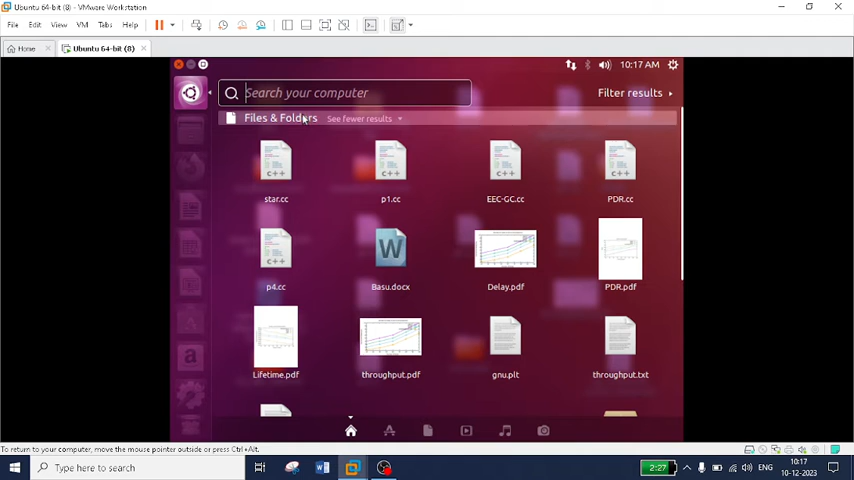 Ubuntu 64-bit (8) - VMware Workstation
File Edit View VM Tabs Help
Home Ubuntu 64-bit (8)
10:17 AM
Search your computer Filter results
Files & Folders See fewer results
star.cc p1.cc EEC-GC.cc PDR.cc
p4.cc Basu.docx Delay.pdf PDR.pdf
Lifetime.pdf throughput.pdf gnu.plt throughput.txt
To return to your computer, move the mouse pointer outside or press Ctrl+Alt.
Type here to search 2:27 ENG 10:17
10-12-2023